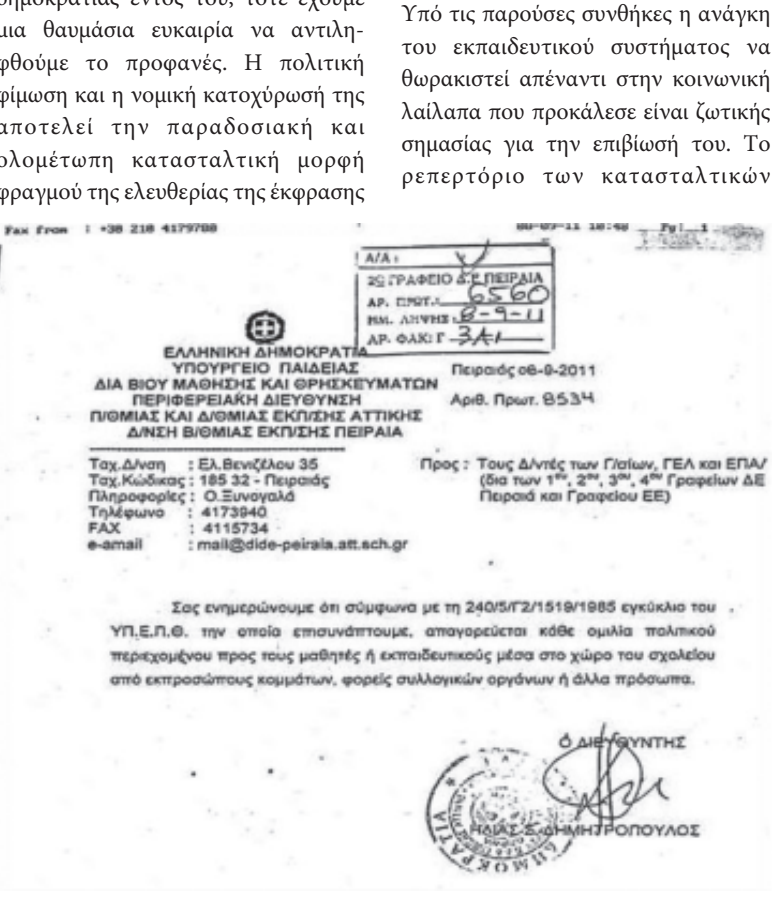 δημοκρατίας εντός του, τότε έχουμε
μια θαυμάσια ευκαιρία να αντιλη-
φθούμε το προφανές. Η πολιτική
φίμωση και η νομική κατοχύρωσή της
αποτελεί την παραδοσιακή και
ολομέτωπη κατασταλτική μορφή
φραγμού της ελευθερίας της έκφρασης
Υπό τις παρούσες συνθήκες η ανάγκη
του εκπαιδευτικού συστήματος να
θωρακιστεί απέναντι στην κοινωνική
λαίλαπα που προκάλεσε είναι ζωτικής
σημασίας για την επιβίωσή του. Το
ρεπερτόριο των κατασταλτικών
Fax from : +30 210 4179708 08-09-11 10:48 Pg: 1
Α/Α:
2ο ΓΡΑΦΕΙΟ Δ.Ε ΠΕΙΡΑΙΑ
ΑΡ. ΠΡΩΤ.: 6560
ΗΜ. ΛΗΨΗΣ: 8-9-11
ΑΡ. ΦΑΚ: Γ 3Α1
ΕΛΛΗΝΙΚΗ ΔΗΜΟΚΡΑΤΙΑ
ΥΠΟΥΡΓΕΙΟ ΠΑΙΔΕΙΑΣ
ΔΙΑ ΒΙΟΥ ΜΑΘΗΣΗΣ ΚΑΙ ΘΡΗΣΚΕΥΜΑΤΩΝ
ΠΕΡΙΦΕΡΕΙΑΚΗ ΔΙΕΥΘΥΝΣΗ
Π/ΘΜΙΑΣ ΚΑΙ Δ/ΘΜΙΑΣ ΕΚΠ/ΣΗΣ ΑΤΤΙΚΗΣ
Δ/ΝΣΗ Β/ΘΜΙΑΣ ΕΚΠ/ΣΗΣ ΠΕΙΡΑΙΑ
Πειραιάς 08-9-2011
Αριθ. Πρωτ. 8534
Ταχ.Δ/νση : Ελ.Βενιζέλου 35
Ταχ.Κώδικας : 185 32 - Πειραιάς
Πληροφορίες : Ο.Ξυνογαλά
Τηλέφωνο : 4173940
FAX : 4115734
e-amail : mail@dide-peiraia.att.sch.gr
Προς : Τους Δ/ντές των Γ/σίων, ΓΕΛ και ΕΠΑ/
(δια των 1ου, 2ου, 3ου, 4ου Γραφείων ΔΕ
Πειραιά και Γραφείου ΕΕ)
Σας ενημερώνουμε ότι σύμφωνα με τη 240/5/Γ2/1519/1985 εγκύκλιο του
ΥΠ.Ε.Π.Θ. την οποία επισυνάπτουμε, απαγορεύεται κάθε ομιλία πολιτικού
περιεχομένου προς τους μαθητές ή εκπαιδευτικούς μέσα στο χώρο του σχολείου
από εκπροσώπους κομμάτων, φορείς συλλογικών οργάνων ή άλλα πρόσωπα.
Ο ΔΙΕΥΘΥΝΤΗΣ
ΗΛΙΑΣ Σ. ΔΗΜΗΤΡΟΠΟΥΛΟΣ